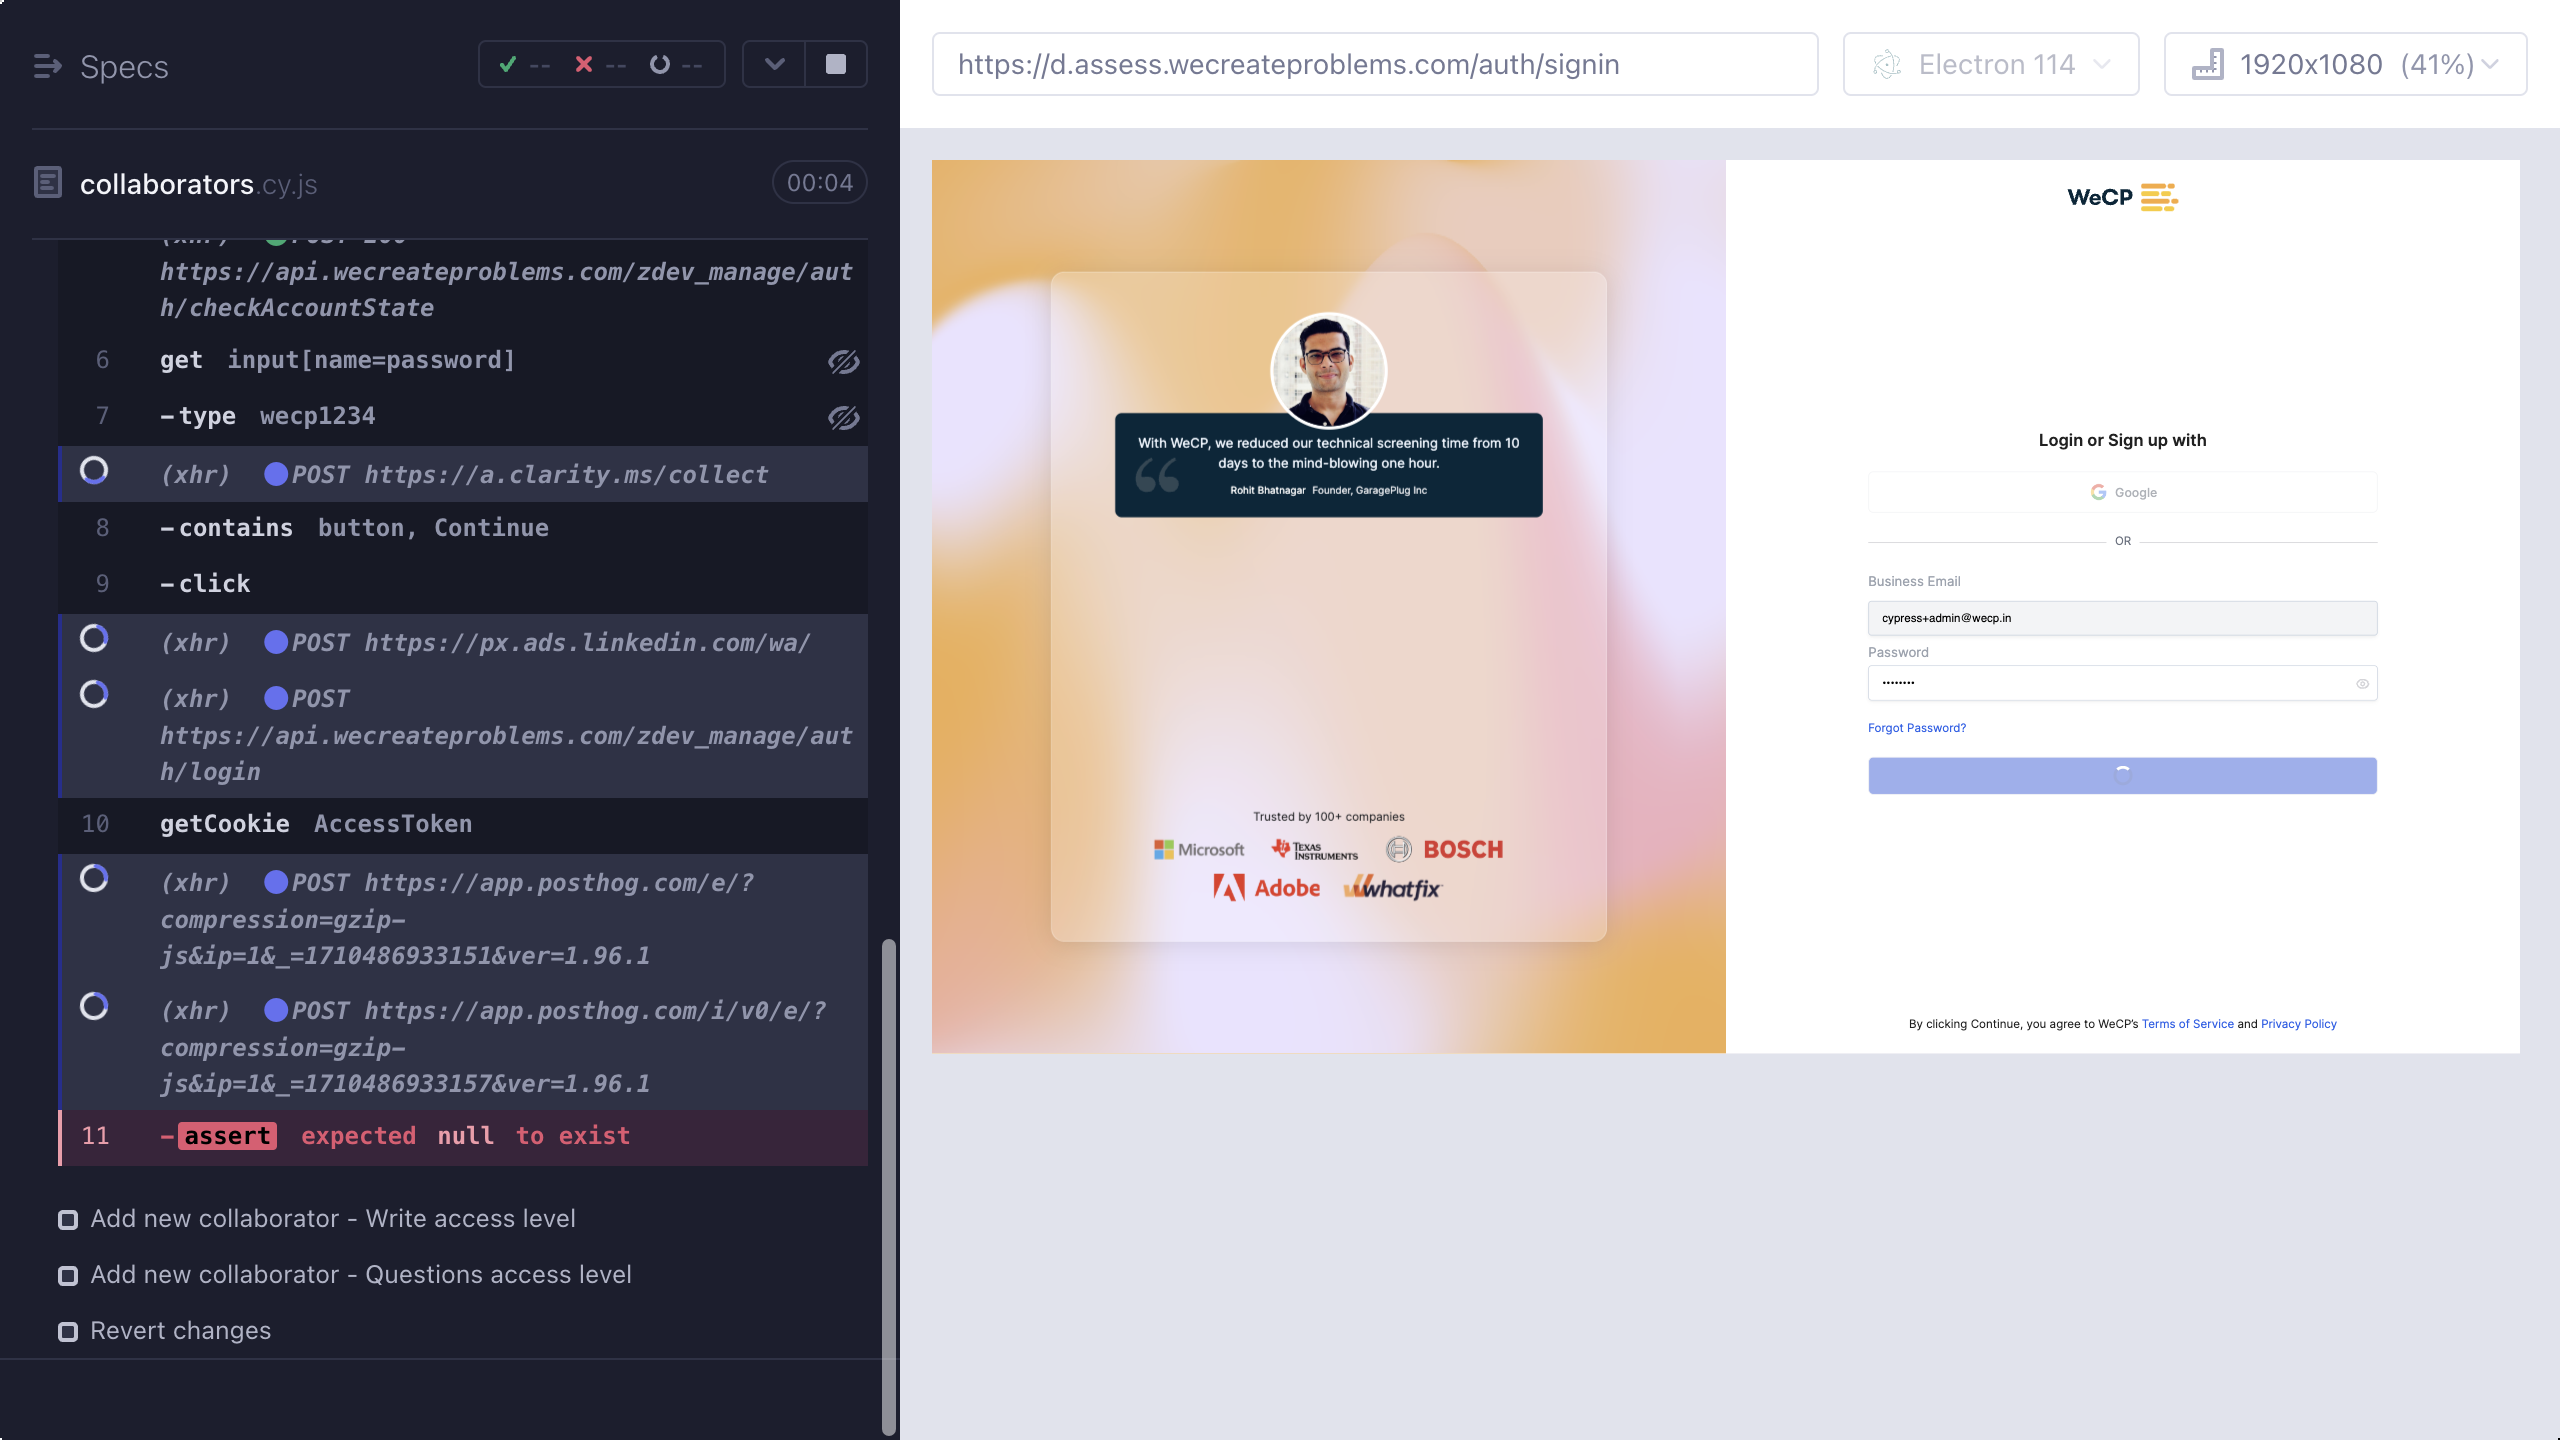 Specs
-- -- --
collaborators.cy.js
00:04
(xhr) POST 200
https://api.wecreateproblems.com/zdev_manage/aut
h/checkAccountState
6 get input[name=password]
7 -type wecp1234
(xhr) POST https://a.clarity.ms/collect
8 -contains button, Continue
9 -click
(xhr) POST https://px.ads.linkedin.com/wa/
(xhr) POST
https://api.wecreateproblems.com/zdev_manage/aut
h/login
10 getCookie AccessToken
(xhr) POST https://app.posthog.com/e/?
compression=gzip-
js&ip=1&_=1710486933151&ver=1.96.1
(xhr) POST https://app.posthog.com/i/v0/e/?
compression=gzip-
js&ip=1&_=1710486933157&ver=1.96.1
11 -assert expected null to exist
Add new collaborator - Write access level
Add new collaborator - Questions access level
Revert changes
https://d.assess.wecreateproblems.com/auth/signin
Electron 114
1920x1080 (41%)
With WeCP, we reduced our technical screening time from 10
days to the mind-blowing one hour.
Rohit Bhatnagar Founder, GaragePlug Inc
Trusted by 100+ companies
Microsoft
TEXAS
INSTRUMENTS
BOSCH
Adobe
whatfix
WeCP
Login or Sign up with
Google
OR
Business Email
cypress+admin@wecp.in
Password
••••••••
Forgot Password?
By clicking Continue, you agree to WeCP's Terms of Service and Privacy Policy